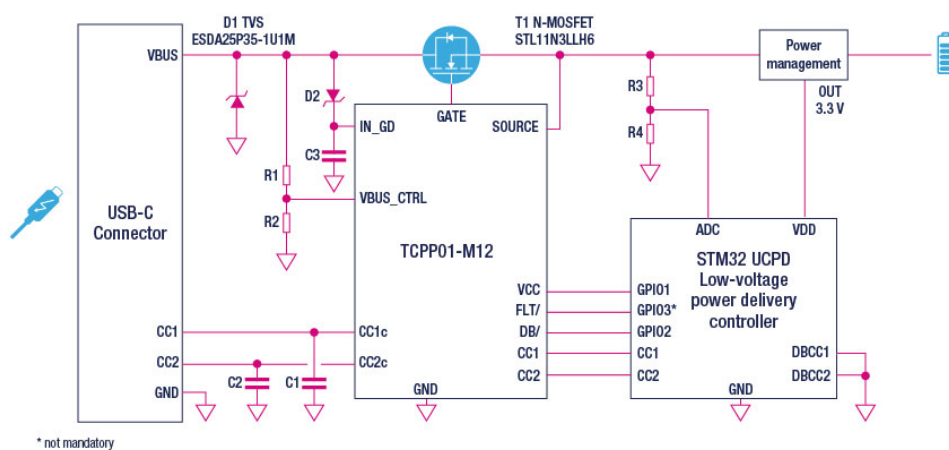 D1 TVS
ESDA25P35-1U1M
T1 N-MOSFET
STL11N3LLH6
VBUS
Power
management
D2
R3
OUT
3.3 V
GATE
IN_GD
SOURCE
R4
C3
R1
VBUS_CTRL
R2
USB-C
Connector
ADC
VDD
TCPP01-M12
STM32 UCPD
Low-voltage
power delivery
controller
VCC
GPIO1
FLT/
GPIO3*
DB/
GPIO2
CC1
CC1c
CC1
CC1
DBCC1
CC2
CC2c
CC2
CC2
DBCC2
C2
C1
GND
GND
GND
* not mandatory